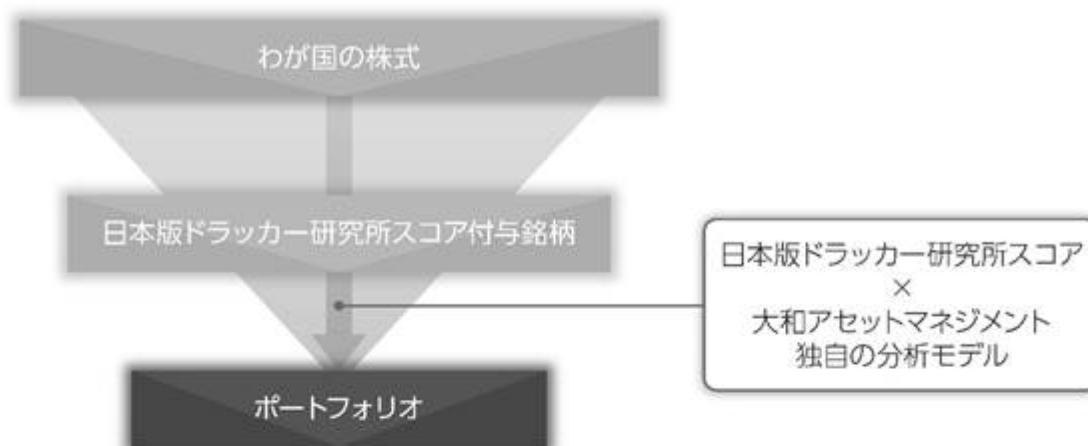 わが国の株式
日本版ドラッカー研究所スコア付与銘柄
日本版ドラッカー研究所スコア
×
大和アセットマネジメント
独自の分析モデル
ポートフォリオ